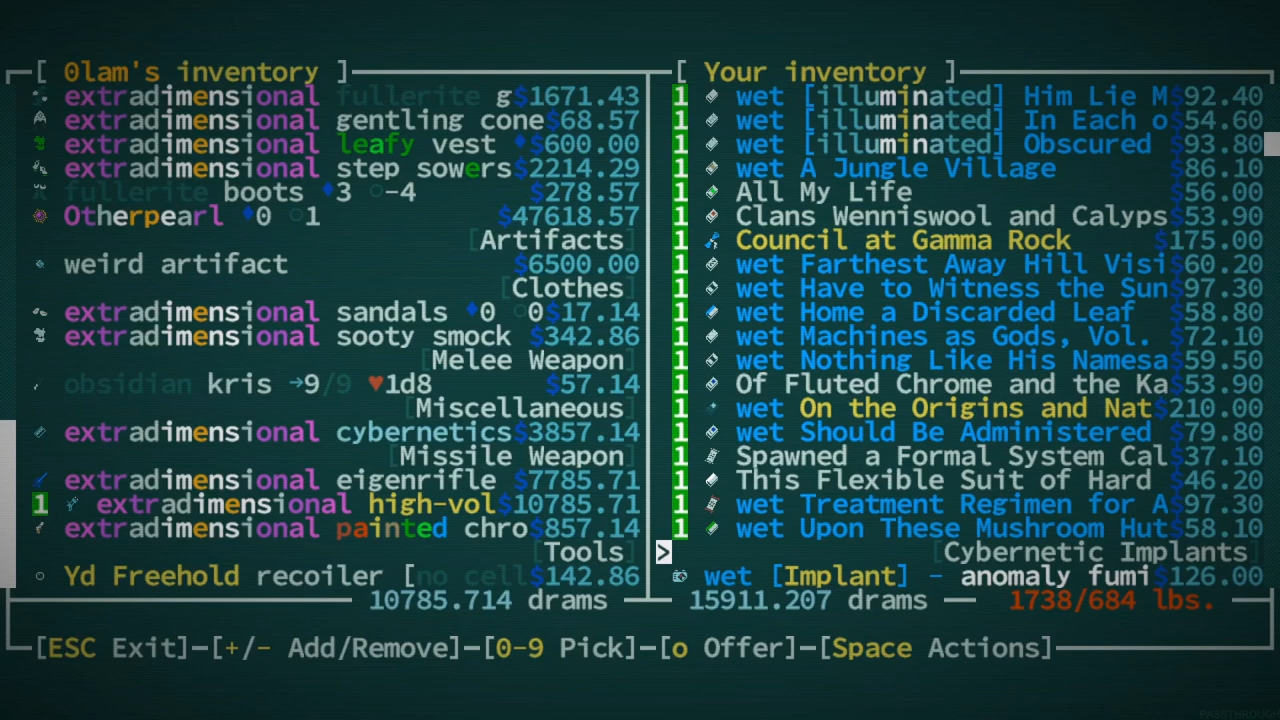 [ 0lam's inventory ]
extradimensional fullerite g$1671.43
extradimensional gentling cone$68.57
extradimensional leafy vest ♦$600.00
extradimensional step sowers$2214.29
fullerite boots ♦3 ○-4 $278.57
Otherpearl ♦0 ○1 $47618.57
[Artifacts]
weird artifact $6500.00
[Clothes]
extradimensional sandals ♦0 ○0$17.14
extradimensional sooty smock $342.86
[Melee Weapon]
obsidian kris →9/9 ♥1d8 $57.14
[Miscellaneous]
extradimensional cybernetics$3857.14
[Missile Weapon]
extradimensional eigenrifle $7785.71
1 extradimensional high-vol$10785.71
extradimensional painted chro$857.14
[Tools]
Yd Freehold recoiler [no cell$142.86
10785.714 drams
[ Your inventory ]
1 wet [illuminated] Him Lie M$92.40
1 wet [illuminated] In Each o$54.60
1 wet [illuminated] Obscured $93.80
1 wet A Jungle Village $86.10
1 All My Life $56.00
1 Clans Wenniswool and Calyps$53.90
1 Council at Gamma Rock $175.00
1 wet Farthest Away Hill Visi$60.20
1 wet Have to Witness the Sun$97.30
1 wet Home a Discarded Leaf $58.80
1 wet Machines as Gods, Vol. $72.10
1 wet Nothing Like His Namesa$59.50
1 Of Fluted Chrome and the Ka$53.90
1 wet On the Origins and Nat$210.00
1 wet Should Be Administered $79.80
1 Spawned a Formal System Cal$37.10
1 This Flexible Suit of Hard $46.20
1 wet Treatment Regimen for A$97.30
1 wet Upon These Mushroom Hut$58.10
> [Cybernetic Implants]
wet [Implant] - anomaly fumi$126.00
15911.207 drams 1738/684 lbs.
[ESC Exit]-[+/- Add/Remove]-[0-9 Pick]-[o Offer]-[Space Actions]